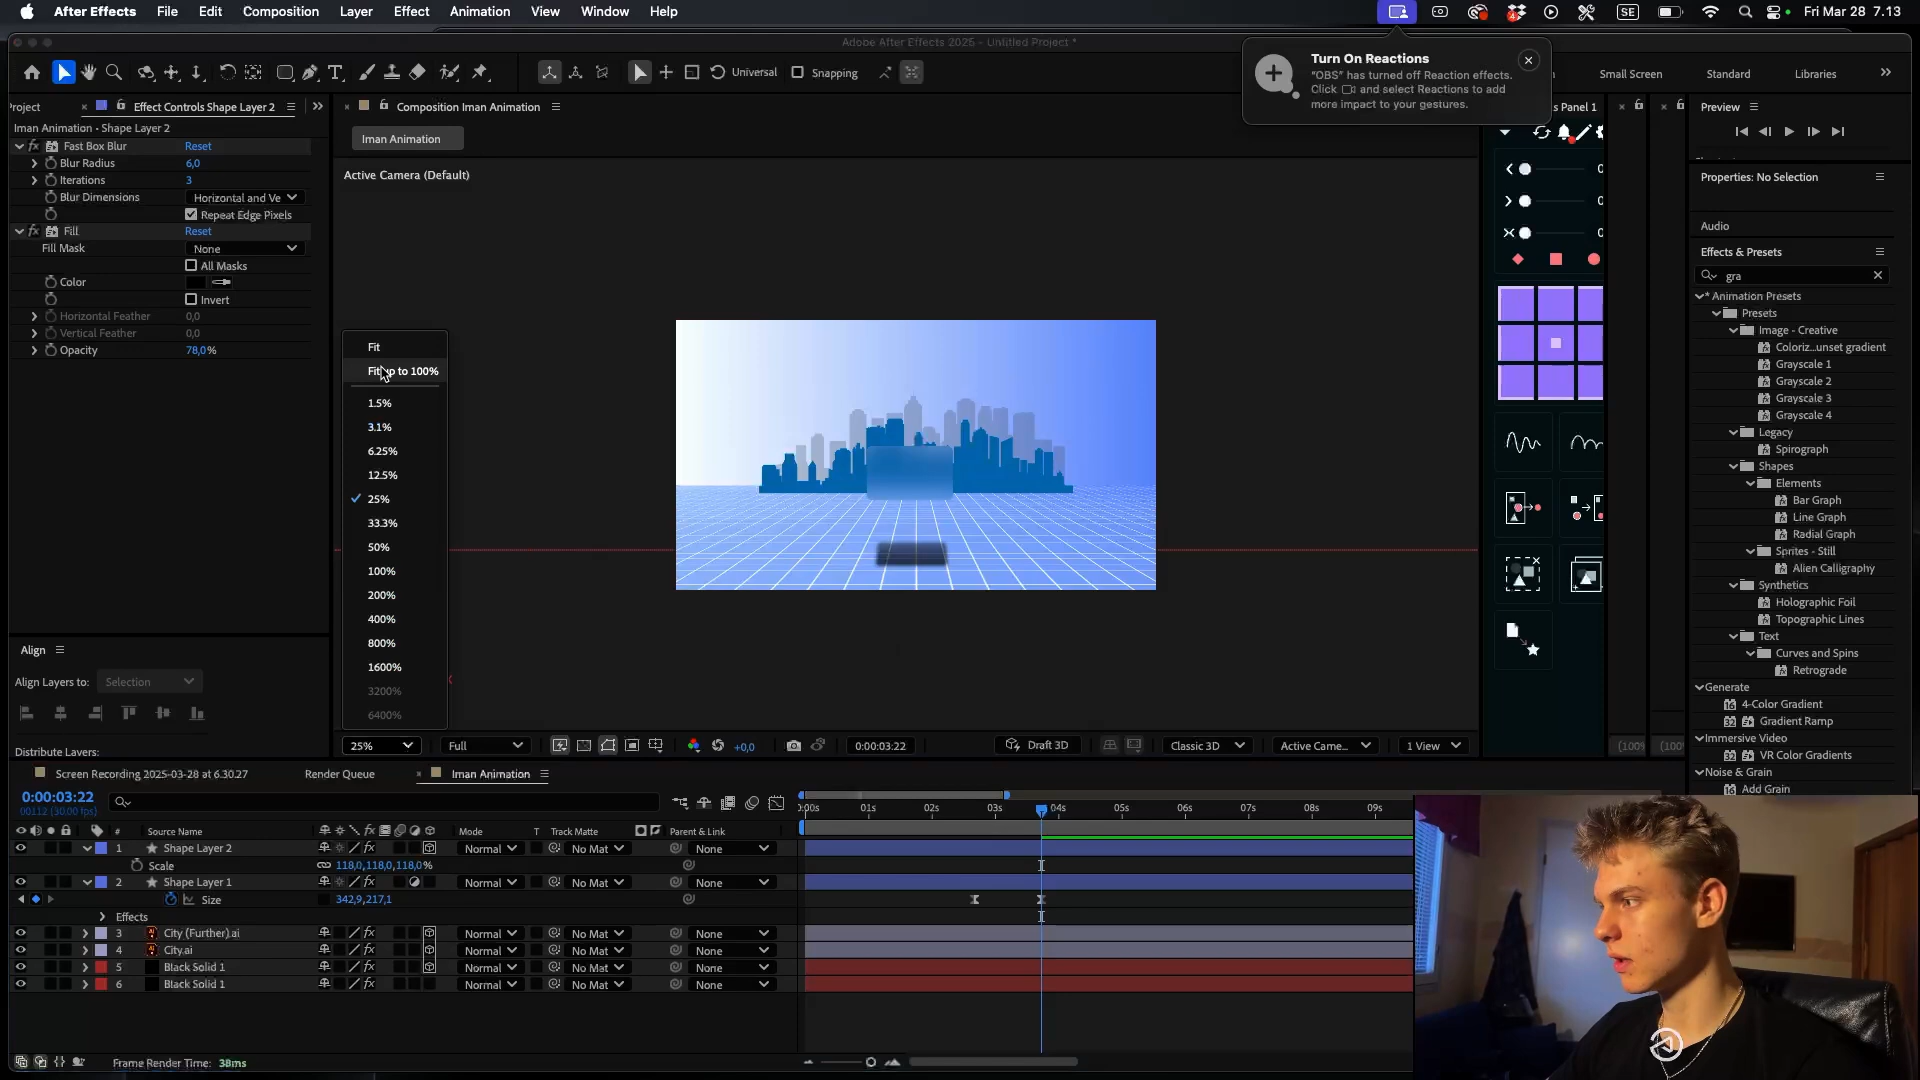 After Effects File Edit Composition Layer Effect Animation View Window Help
SE Fri Mar 28 7.13
Adobe After Effects 2025 - Untitled Project *
Turn On Reactions
"OBS" has turned off Reaction effects.
Click and select Reactions to add
more impact to your gestures.
Universal Snapping Small Screen Standard Libraries
Project Effect Controls Shape Layer 2 Composition Iman Animation s Panel 1 Preview
Iman Animation • Shape Layer 2
Iman Animation
Fast Box Blur Reset
Blur Radius 6,0
Iterations 3
Blur Dimensions Horizontal and Ve
Repeat Edge Pixels
Fill Reset
Fill Mask None
All Masks
Color
Invert
Horizontal Feather 0,0
Vertical Feather 0,0
Opacity 78,0%
Active Camera (Default)
Fit
Fit up to 100%
1.5%
3.1%
6.25%
12.5%
25%
33.3%
50%
100%
200%
400%
800%
1600%
3200%
6400%
25% Full +0,0 0:00:03:22 Draft 3D Classic 3D Active Came... 1 View (100% (100
Properties: No Selection
Audio
Effects & Presets
gra
* Animation Presets
Presets
Image - Creative
Coloriz...unset gradient
Grayscale 1
Grayscale 2
Grayscale 3
Grayscale 4
Legacy
Spirograph
Shapes
Elements
Bar Graph
Line Graph
Radial Graph
Sprites - Still
Alien Calligraphy
Synthetics
Holographic Foil
Topographic Lines
Text
Curves and Spins
Retrograde
Generate
4-Color Gradient
Gradient Ramp
Immersive Video
VR Color Gradients
Noise & Grain
Add Grain
Align
Align Layers to: Selection
Distribute Layers:
Screen Recording 2025-03-28 at 6.30.27 Render Queue Iman Animation
0:00:03:22
00112 (30.00 fps)
0:00s 01s 02s 03s 04s 05s 06s 07s 08s 09s
# Source Name Mode T Track Matte Parent & Link
1 Shape Layer 2 Normal No Mat None
Scale 118,0,118,0,118,0%
2 Shape Layer 1 Normal No Mat None
Size 342,9,217,1
Effects
3 City (Further).ai Normal No Mat None
4 City.ai Normal No Mat None
5 Black Solid 1 Normal No Mat None
6 Black Solid 1 Normal No Mat None
Frame Render Time: 38ms